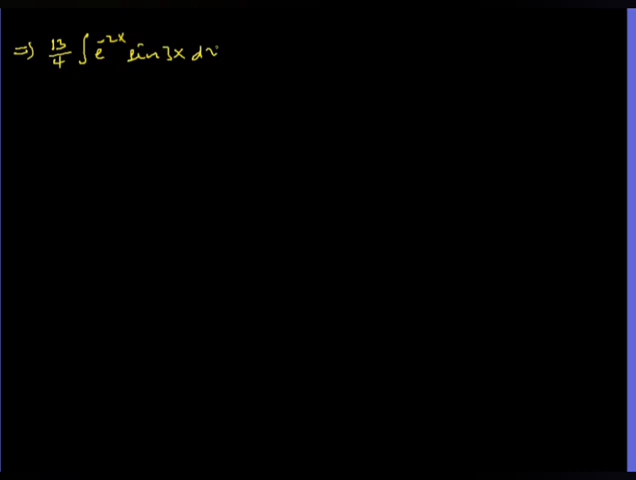 ⇒ 13/4 ∫ e^-2x sin 3x dx